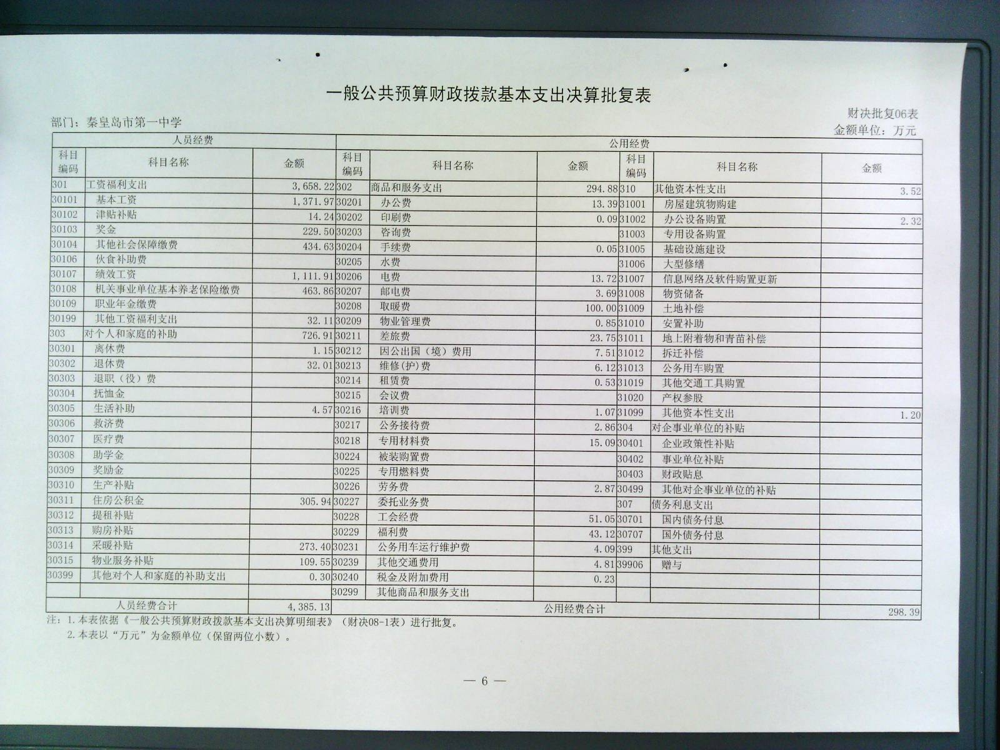 一般公共预算财政拨款基本支出决算批复表
财决批复06表
部门：秦皇岛市第一中学
金额单位：万元
人员经费 公用经费
科目编码 科目名称 金额 科目编码 科目名称 金额 科目编码 科目名称 金额
301 工资福利支出 3,658.22 302 商品和服务支出 294.88 310 其他资本性支出 3.52
30101 基本工资 1,371.97 30201 办公费 13.39 31001 房屋建筑物购建
30102 津贴补贴 14.24 30202 印刷费 0.09 31002 办公设备购置 2.32
30103 奖金 229.50 30203 咨询费 31003 专用设备购置
30104 其他社会保障缴费 434.63 30204 手续费 0.05 31005 基础设施建设
30106 伙食补助费 30205 水费 31006 大型修缮
30107 绩效工资 1,111.91 30206 电费 13.72 31007 信息网络及软件购置更新
30108 机关事业单位基本养老保险缴费 463.86 30207 邮电费 3.69 31008 物资储备
30109 职业年金缴费 30208 取暖费 100.00 31009 土地补偿
30199 其他工资福利支出 32.11 30209 物业管理费 0.85 31010 安置补助
303 对个人和家庭的补助 726.91 30211 差旅费 23.75 31011 地上附着物和青苗补偿
30301 离休费 1.15 30212 因公出国（境）费用 7.51 31012 拆迁补偿
30302 退休费 32.01 30213 维修(护)费 6.12 31013 公务用车购置
30303 退职（役）费 30214 租赁费 0.53 31019 其他交通工具购置
30304 抚恤金 30215 会议费 31020 产权参股
30305 生活补助 4.57 30216 培训费 1.07 31099 其他资本性支出 1.20
30306 救济费 30217 公务接待费 2.86 304 对企事业单位的补贴
30307 医疗费 30218 专用材料费 15.09 30401 企业政策性补贴
30308 助学金 30224 被装购置费 30402 事业单位补贴
30309 奖励金 30225 专用燃料费 30403 财政贴息
30310 生产补贴 30226 劳务费 2.87 30499 其他对企事业单位的补贴
30311 住房公积金 305.94 30227 委托业务费 307 债务利息支出
30312 提租补贴 30228 工会经费 51.05 30701 国内债务付息
30313 购房补贴 30229 福利费 43.12 30707 国外债务付息
30314 采暖补贴 273.40 30231 公务用车运行维护费 4.09 399 其他支出
30315 物业服务补贴 109.55 30239 其他交通费用 4.81 39906 赠与
30399 其他对个人和家庭的补助支出 0.30 30240 税金及附加费用 0.23
30299 其他商品和服务支出
人员经费合计 4,385.13 公用经费合计 298.39
注：1.本表依据《一般公共预算财政拨款基本支出决算明细表》（财决08-1表）进行批复。
2.本表以“万元”为金额单位（保留两位小数）。
— 6 —